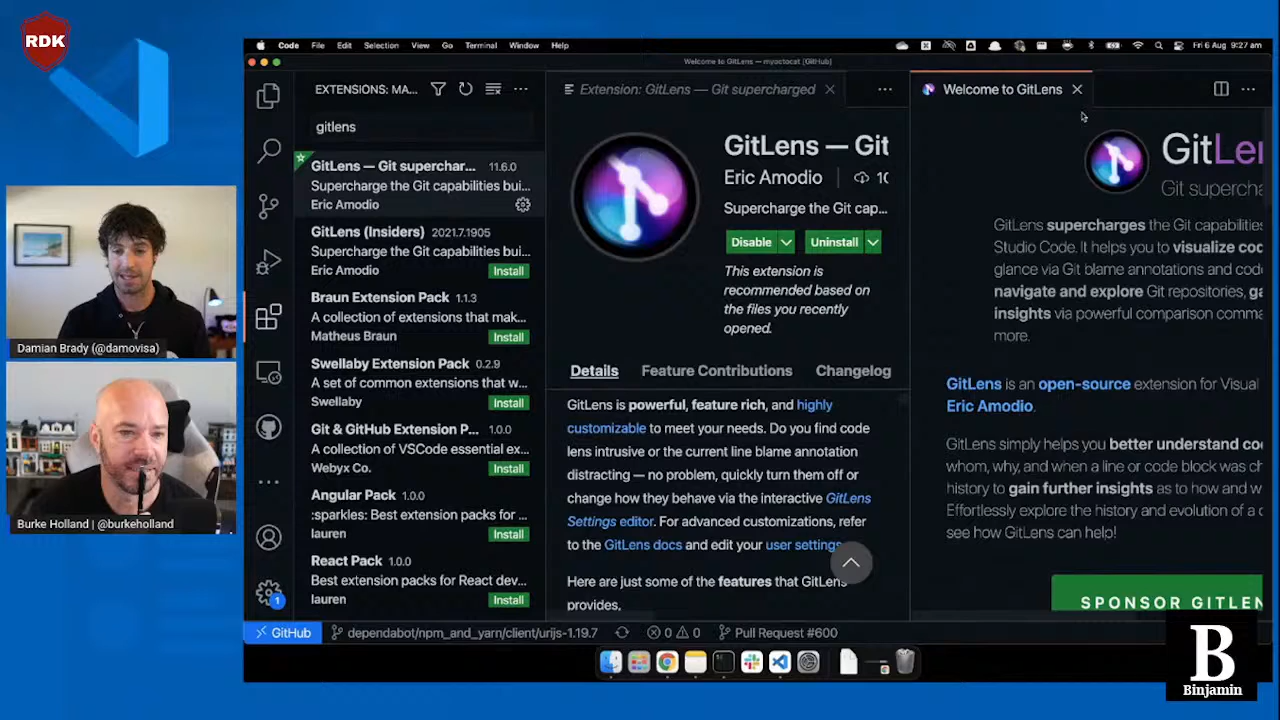 RDK
Code File Edit Selection View Go Terminal Window Help
Fri 6 Aug 9:27 am
Welcome to GitLens — myoctocat [GitHub]
EXTENSIONS: MA...
Extension: GitLens — Git supercharged
Welcome to GitLens
gitlens
GitLens — Git superchar... 11.6.0
Supercharge the Git capabilities bui...
Eric Amodio
GitLens (Insiders) 2021.7.1905
Supercharge the Git capabilities bui...
Eric Amodio
Install
Braun Extension Pack 1.1.3
A collection of extensions that mak...
Matheus Braun
Install
Swellaby Extension Pack 0.2.9
A set of common extensions that w...
Swellaby
Install
Git & GitHub Extension P... 1.0.0
A collection of VSCode essential ex...
Webyx Co.
Install
Angular Pack 1.0.0
:sparkles: Best extension packs for ...
lauren
Install
React Pack 1.0.0
Best extension packs for React dev...
lauren
Install
1
GitLens — Git
Eric Amodio
10
Supercharge the Git cap...
Disable
Uninstall
This extension is
recommended based on
the files you recently
opened.
Details Feature Contributions Changelog
GitLens is powerful, feature rich, and highly
customizable to meet your needs. Do you find code
lens intrusive or the current line blame annotation
distracting — no problem, quickly turn them off or
change how they behave via the interactive GitLens
Settings editor. For advanced customizations, refer
to the GitLens docs and edit your user settings.
Here are just some of the features that GitLens
provides,
GitLe
Git supercha
GitLens supercharges the Git capabilities
Studio Code. It helps you to visualize coc
glance via Git blame annotations and code
navigate and explore Git repositories, ga
insights via powerful comparison comma
more.
GitLens is an open-source extension for Visual
Eric Amodio.
GitLens simply helps you better understand co
whom, why, and when a line or code block was ch
history to gain further insights as to how and w
Effortlessly explore the history and evolution of a c
see how GitLens can help!
SPONSOR GITLEN
GitHub
dependabot/npm_and_yarn/client/urijs-1.19.7
0 0
Pull Request #600
Damian Brady (@damovisa)
Burke Holland | @burkeholland
B
Binjamin